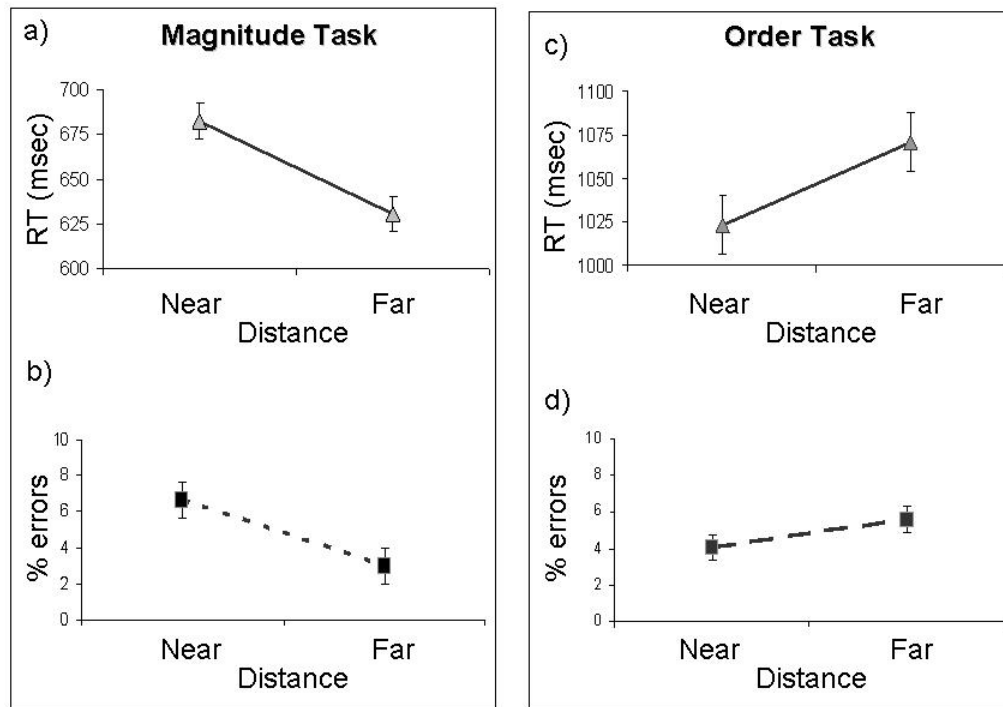 a)
Magnitude Task
RT (msec)
700
675
650
625
600
Near
Far
Distance
b)
% errors
10
8
6
4
2
0
Near
Far
Distance
c)
Order Task
RT (msec)
1100
1075
1050
1025
1000
Near
Far
Distance
d)
% errors
10
8
6
4
2
0
Near
Far
Distance